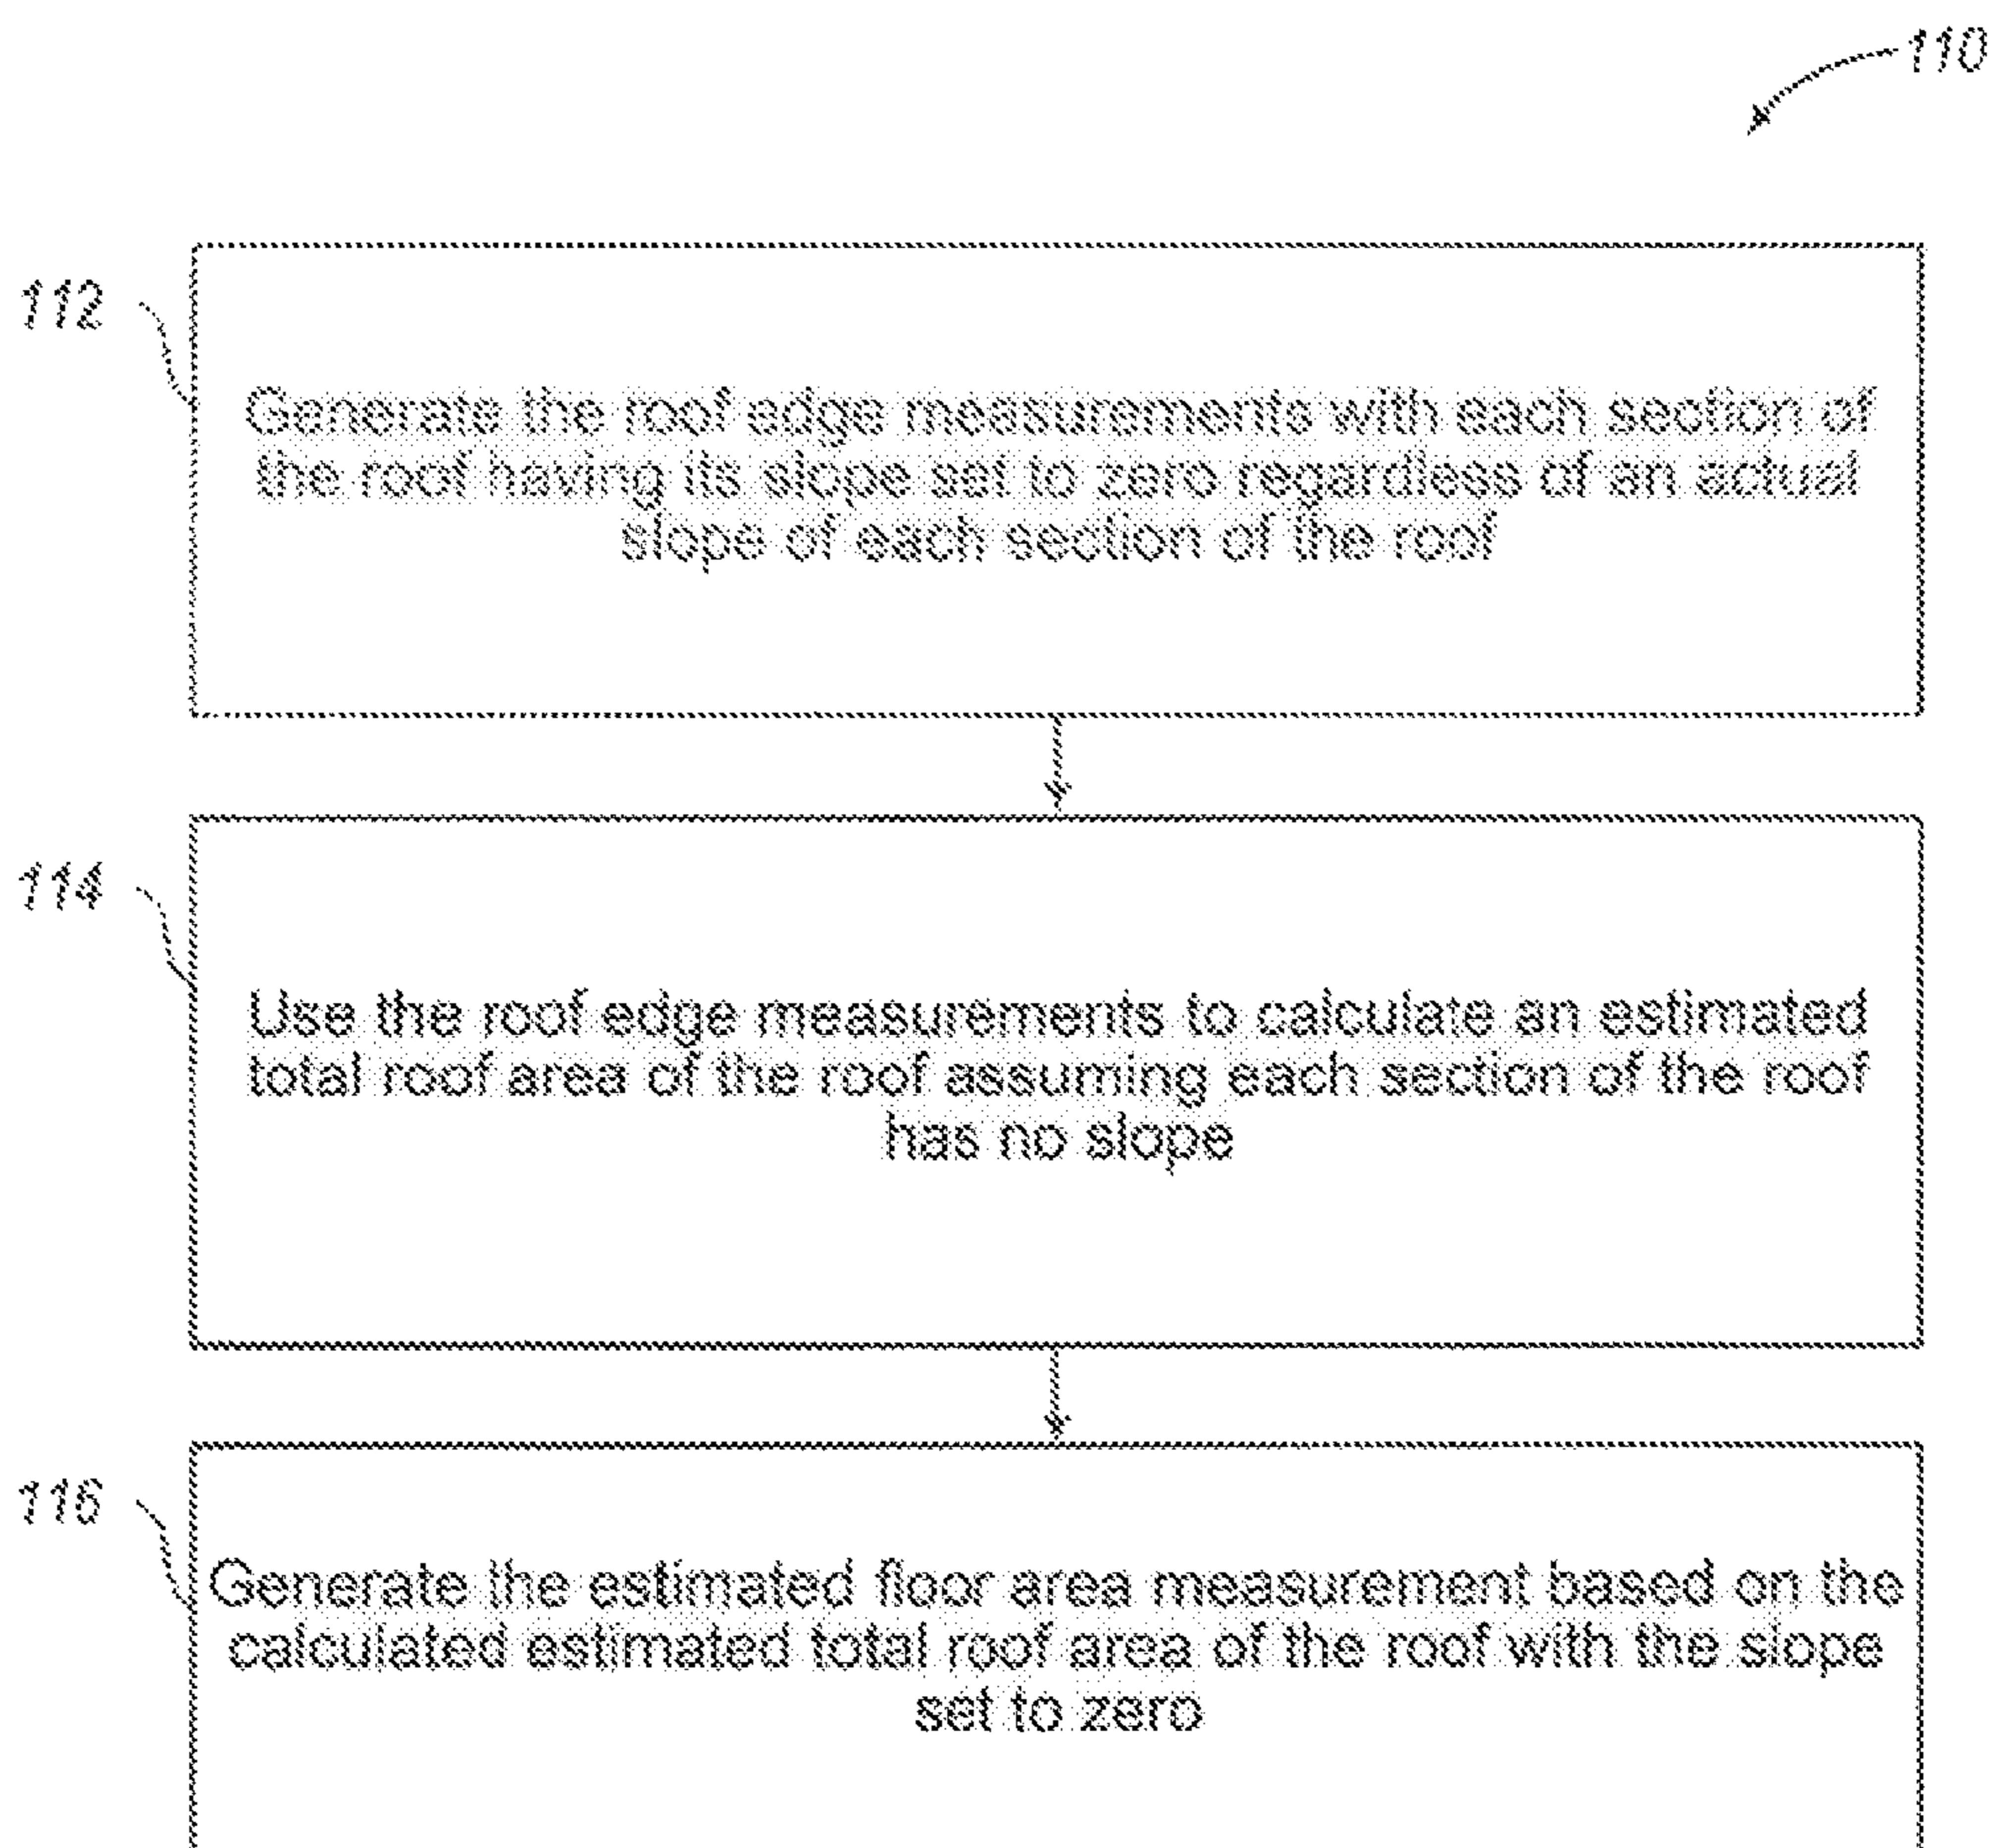 110
112
Generate the roof edge measurements with each section of
the roof having its slope set to zero regardless of an actual
slope of each section of the roof
114
Use the roof edge measurements to calculate an estimated
total roof area of the roof assuming each section of the roof
has no slope
116
Generate the estimated floor area measurement based on the
calculated estimated total roof area of the roof with the slope
set to zero